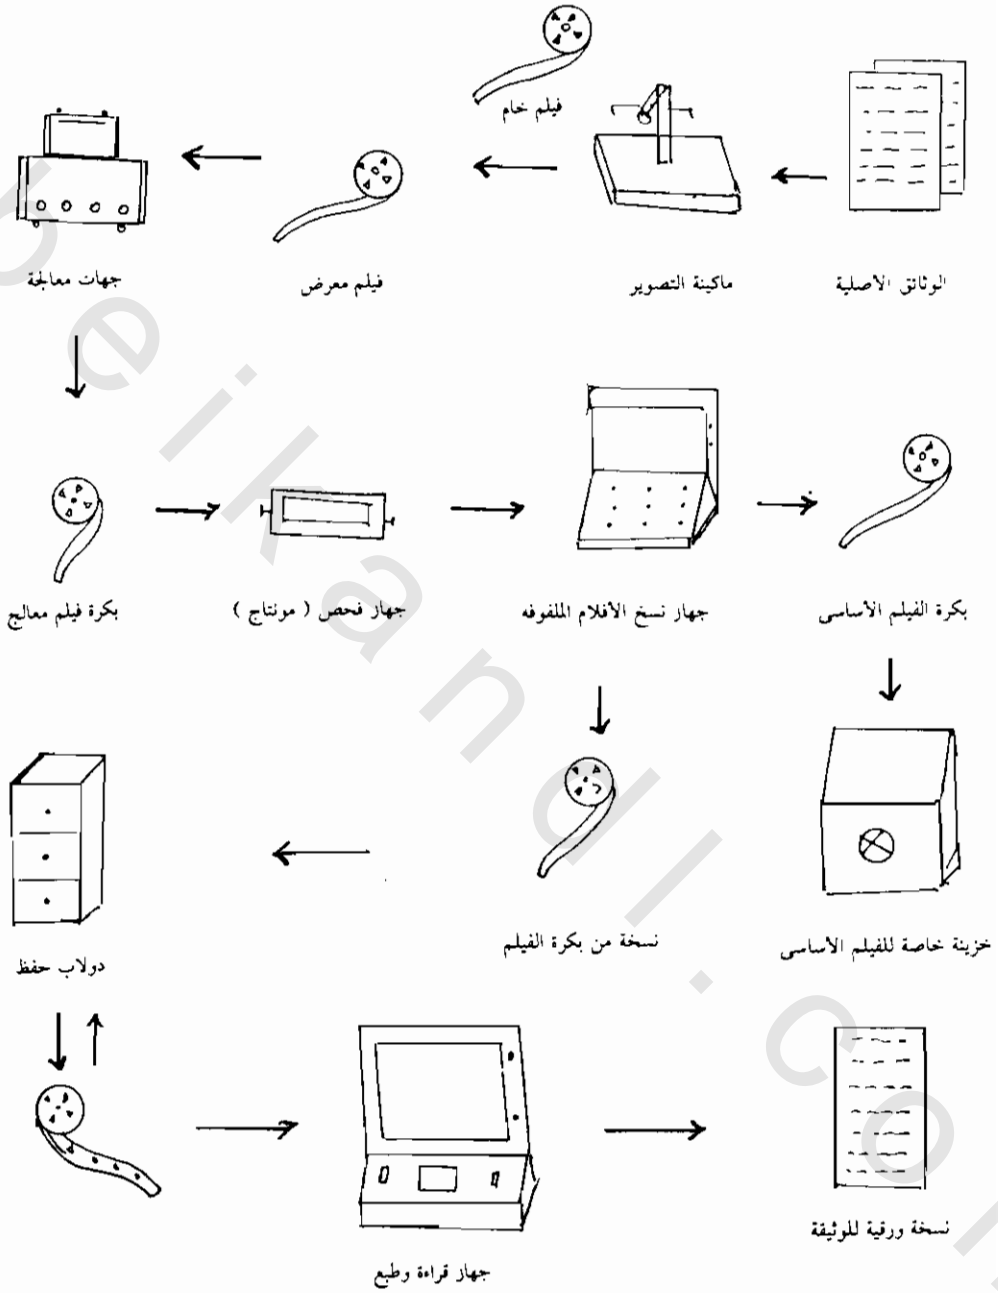 فيلم خام
الوثائق الأصلية
ماكينة التصوير
فيلم معرض
جهات معالجة
بكرة فيلم معالج
جهاز فحص ( مونتاج )
جهاز نسخ الأفلام الملفوفه
بكرة الفيلم الأساسى
خزينة خاصة للفيلم الأساسى
نسخة من بكرة الفيلم
دولاب حفظ
جهاز قراءة وطبع
نسخة ورقية للوثيقة
beikandl.com